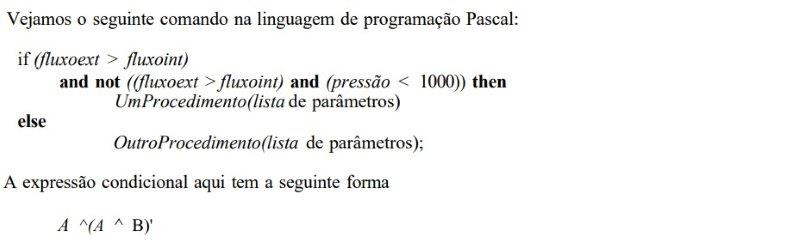 Vejamos o seguinte comando na linguagem de programação Pascal:
if (fluxoext > fluxoint)
and not ((fluxoext > fluxoint) and (pressão < 1000)) then
UmProcedimento(lista de parâmetros)
else
OutroProcedimento(lista de parâmetros);
A expressão condicional aqui tem a seguinte forma
A ^(A ^ B)'